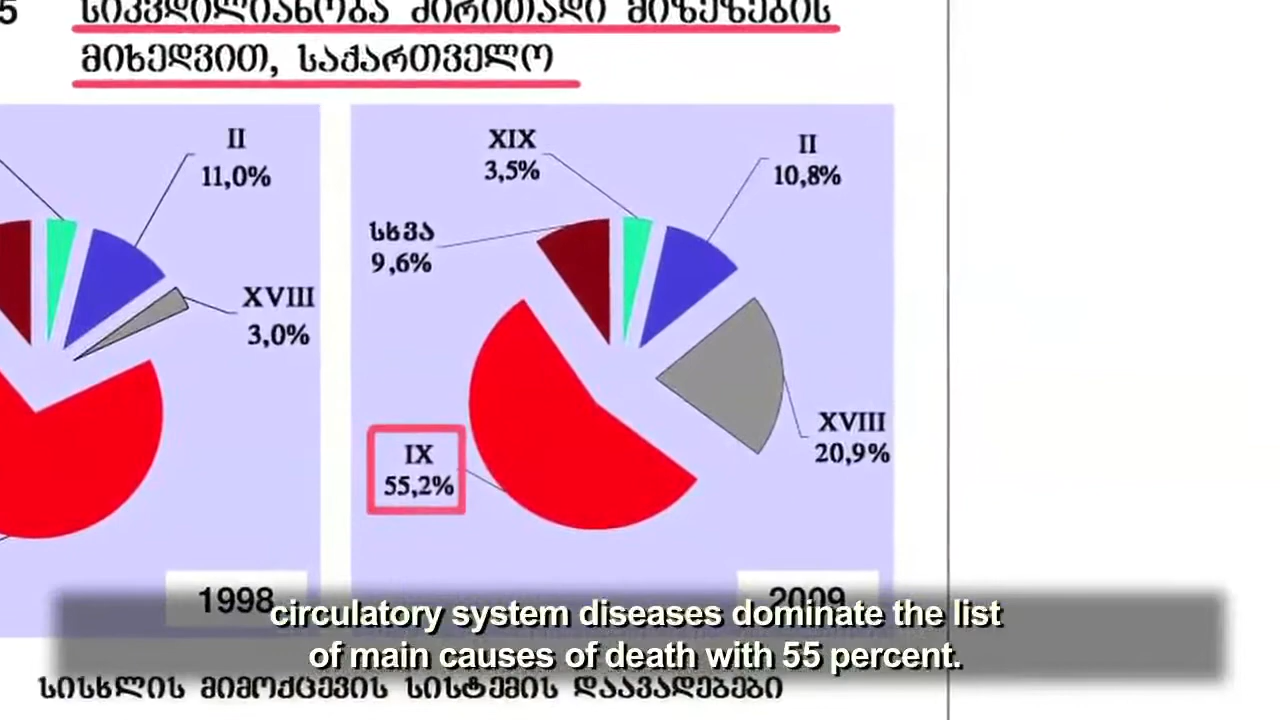 5 სიკვდილიანობა ძირითადი მიზეზების
მიხედვით, საქართველო
II
11,0%
XVIII
3,0%
1998
XIX
3,5%
II
10,8%
სხვა
9,6%
XVIII
20,9%
IX
55,2%
2009
circulatory system diseases dominate the list
of main causes of death with 55 percent.
სისხლის მიმოქცევის სისტემის დაავადებები